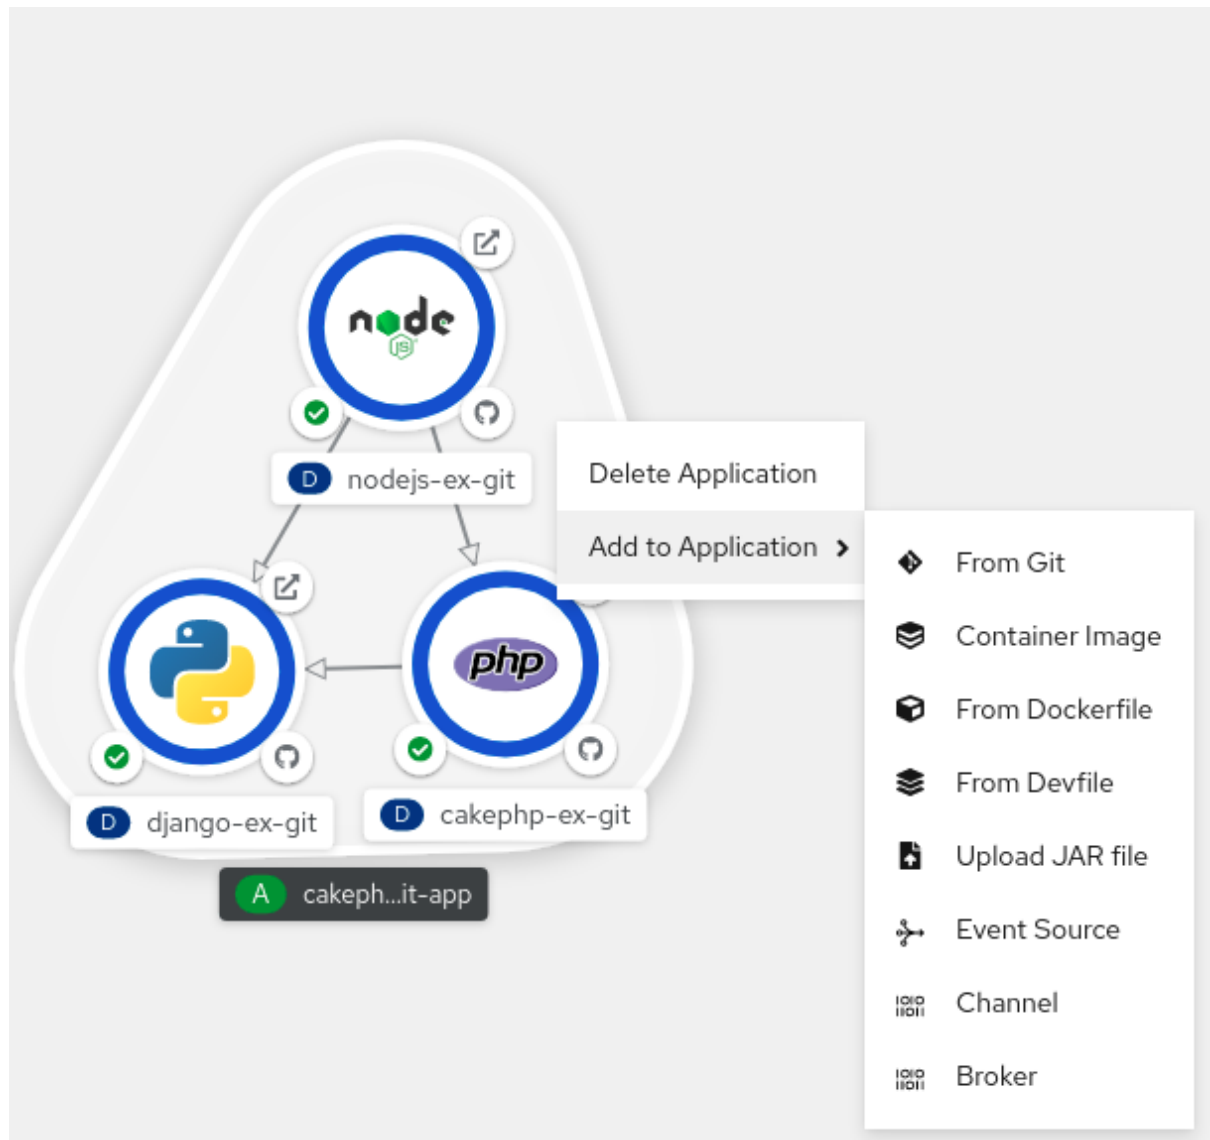 node
JS
D nodejs-ex-git
Delete Application
Add to Application
From Git
Container Image
From Dockerfile
From Devfile
Upload JAR file
Event Source
Channel
Broker
php
D django-ex-git
D cakephp-ex-git
A cakeph...it-app